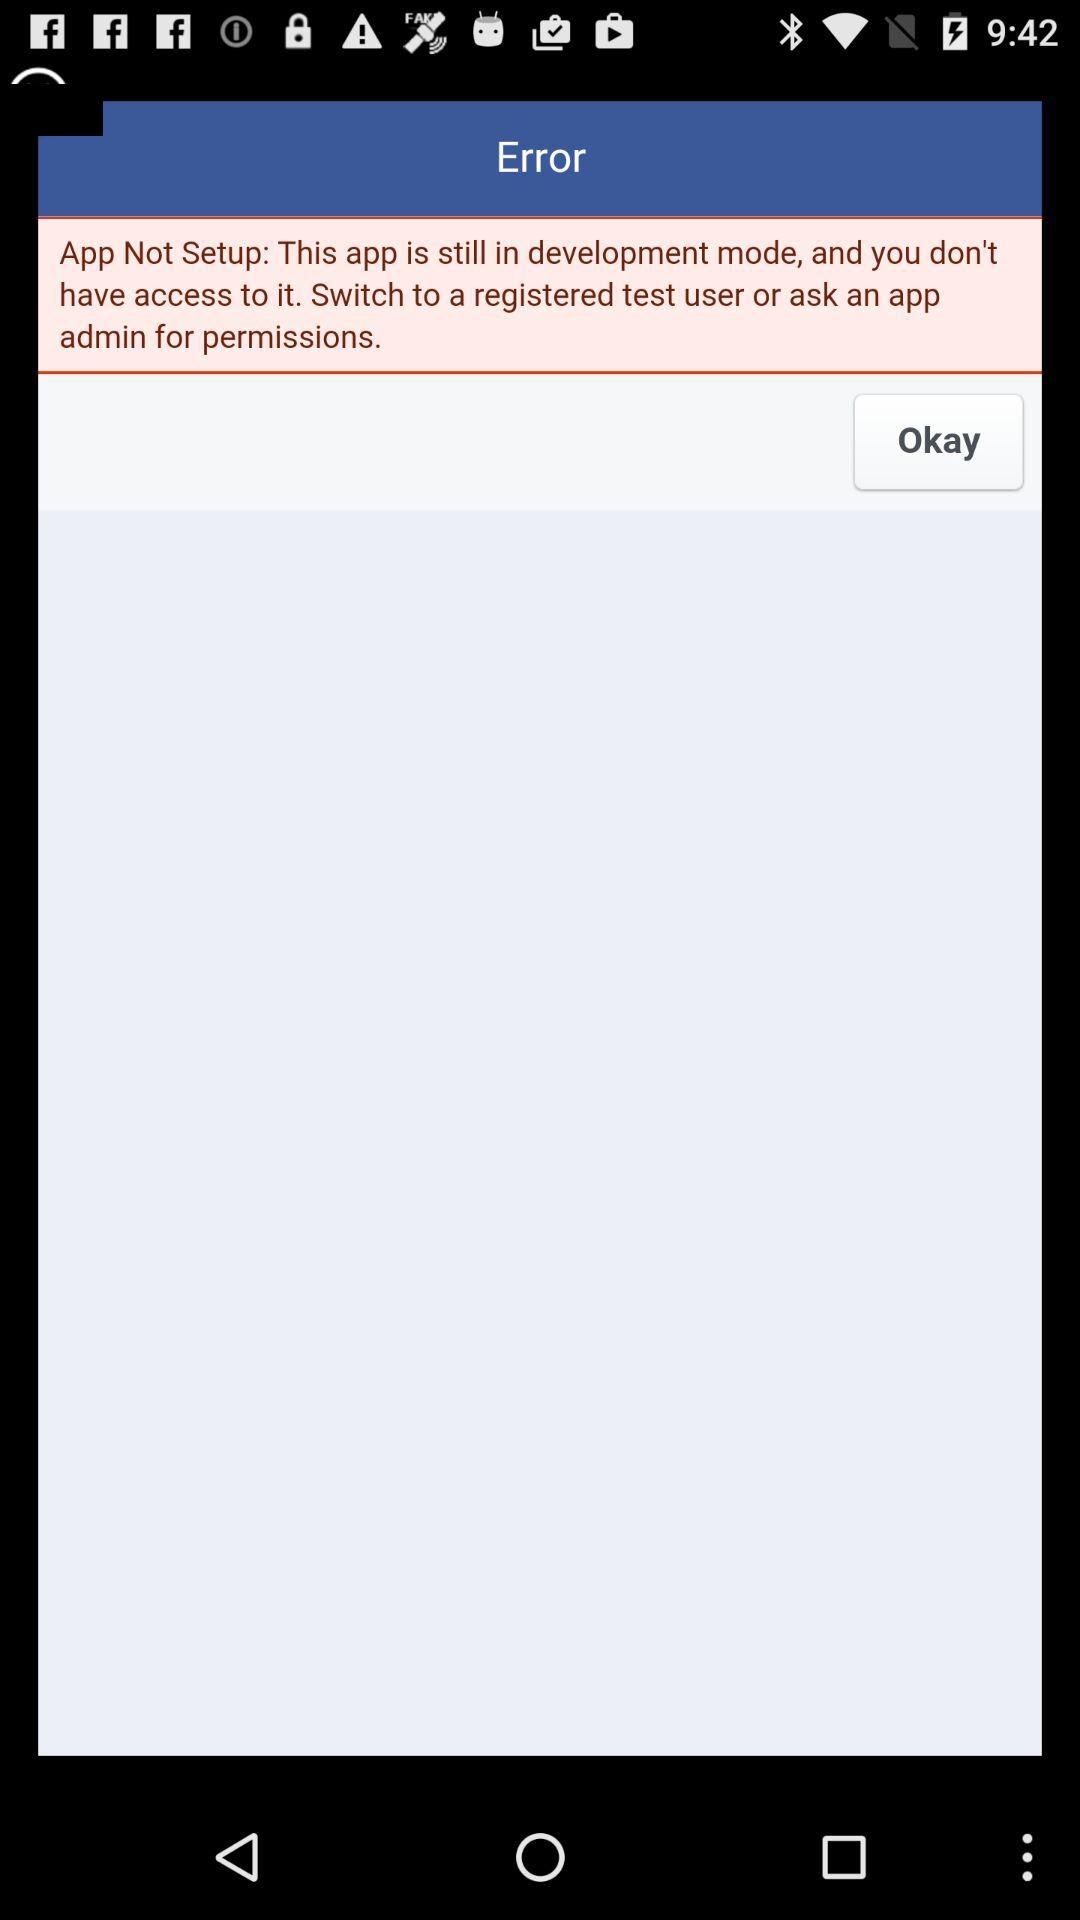 FAKE
9:42
Error
App Not Setup: This app is still in development mode, and you don't
have access to it. Switch to a registered test user or ask an app
admin for permissions.
Okay